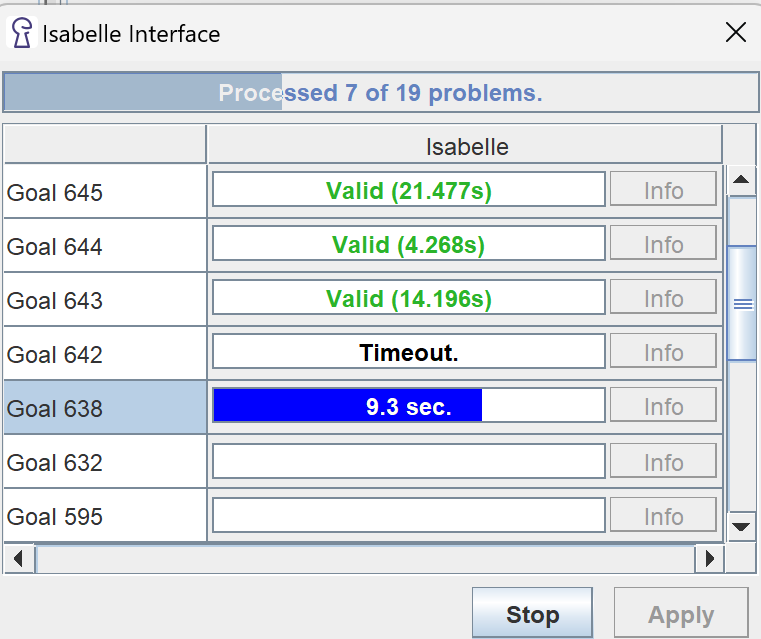 Isabelle Interface
Processed 7 of 19 problems.
Isabelle
Goal 645 Valid (21.477s) Info
Goal 644 Valid (4.268s) Info
Goal 643 Valid (14.196s) Info
Goal 642 Timeout. Info
Goal 638 9.3 sec. Info
Goal 632 Info
Goal 595 Info
Stop Apply